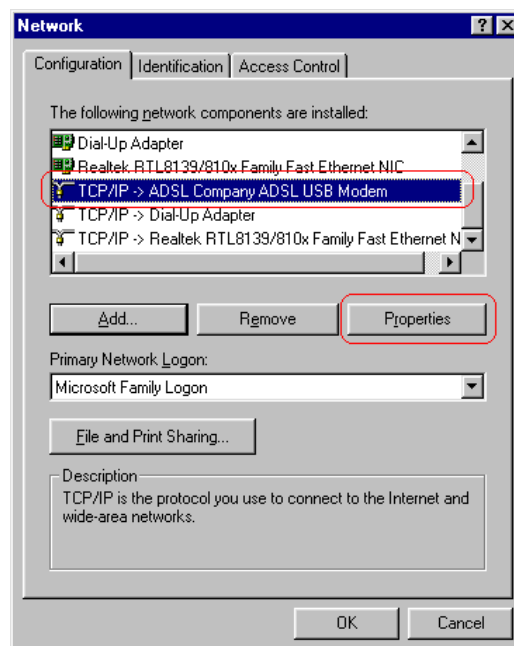 Network
Configuration Identification Access Control
The following network components are installed:
Dial-Up Adapter
Realtek RTL8139/810x Family Fast Ethernet NIC
TCP/IP -> ADSL Company ADSL USB Modem
TCP/IP -> Dial-Up Adapter
TCP/IP -> Realtek RTL8139/810x Family Fast Ethernet N
Add... Remove Properties
Primary Network Logon:
Microsoft Family Logon
File and Print Sharing...
Description
TCP/IP is the protocol you use to connect to the Internet and
wide-area networks.
OK Cancel